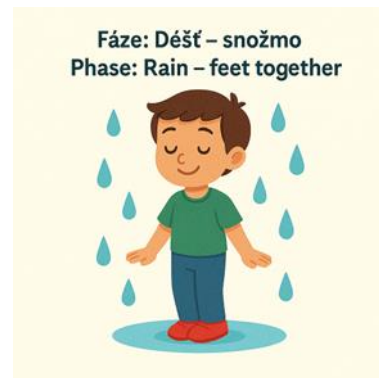 Fáze: Déšť – snožmo
Phase: Rain – feet together